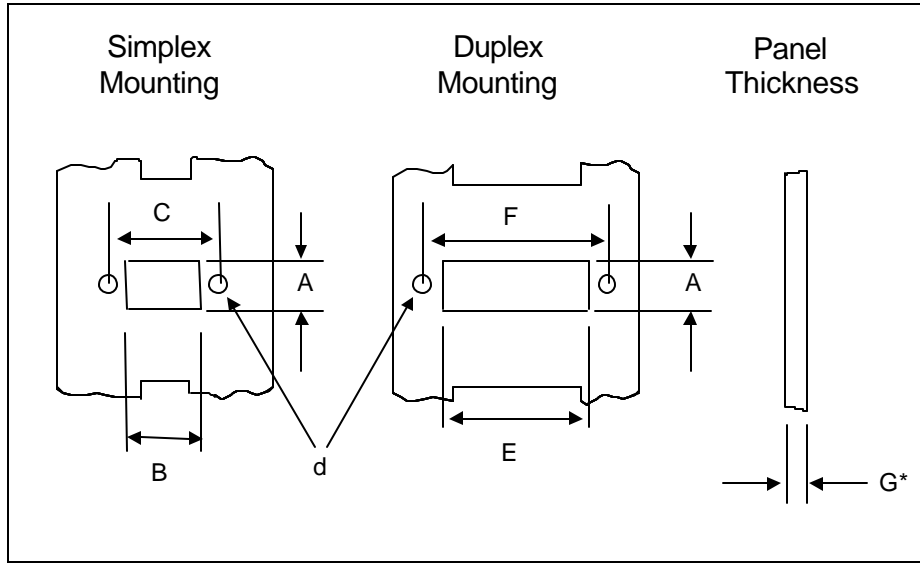 Simplex
Mounting
Duplex
Mounting
Panel
Thickness
C
F
A
A
B
d
E
G*